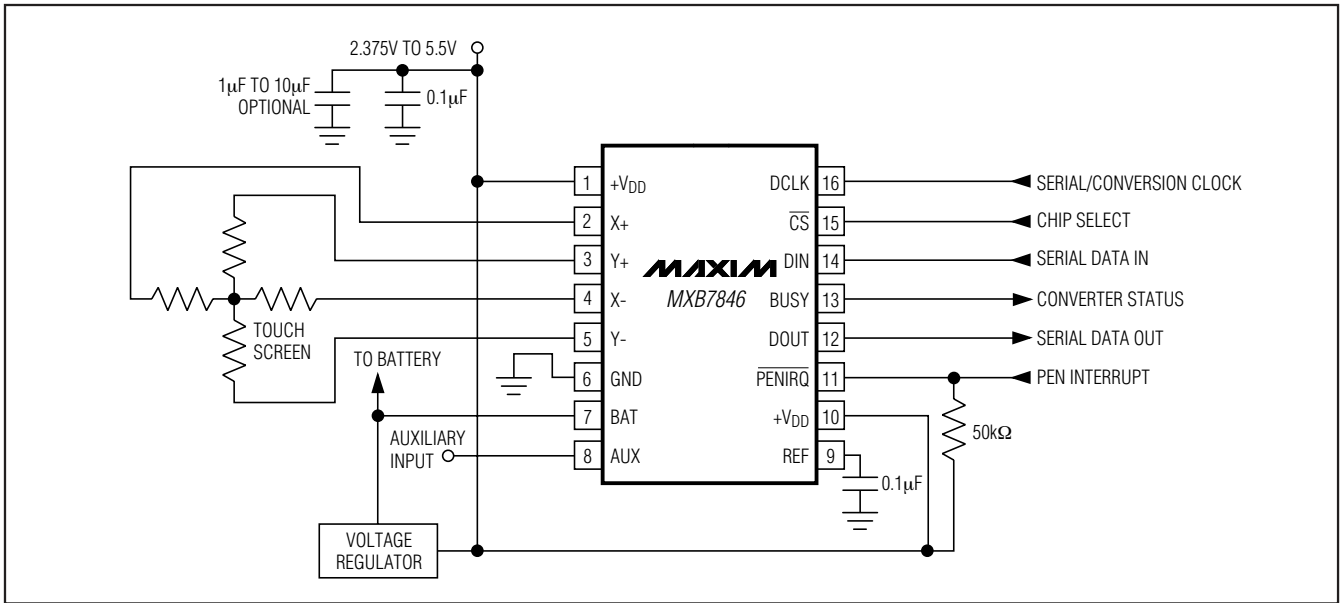 2.375V TO 5.5V
1μF TO 10μF
OPTIONAL
0.1μF
1
+VDD
2
X+
3
Y+
4
X-
5
Y-
6
GND
7
BAT
8
AUX
MAXIM
MXB7846
DCLK
16
CS
15
DIN
14
BUSY
13
DOUT
12
PENIRQ
11
+VDD
10
REF
9
SERIAL/CONVERSION CLOCK
CHIP SELECT
SERIAL DATA IN
CONVERTER STATUS
SERIAL DATA OUT
PEN INTERRUPT
TOUCH
SCREEN
TO BATTERY
AUXILIARY
INPUT
50kΩ
0.1μF
VOLTAGE
REGULATOR